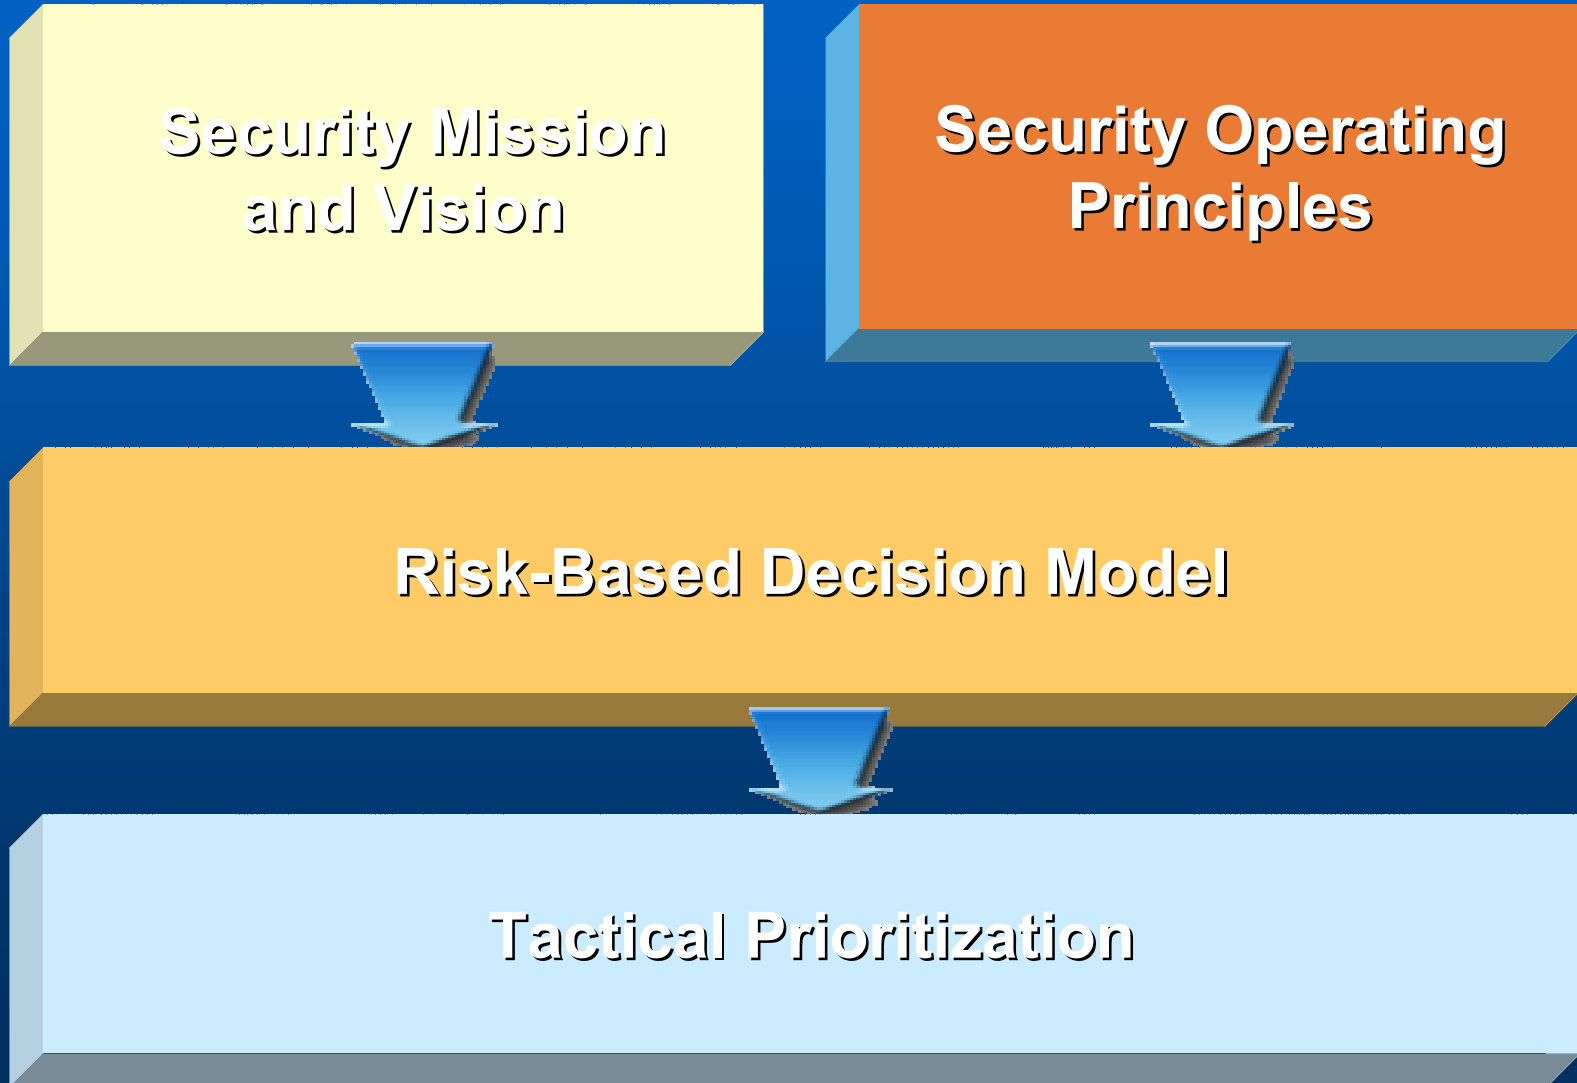 Security Mission
and Vision
Security Operating
Principles
Risk-Based Decision Model
Tactical Prioritization